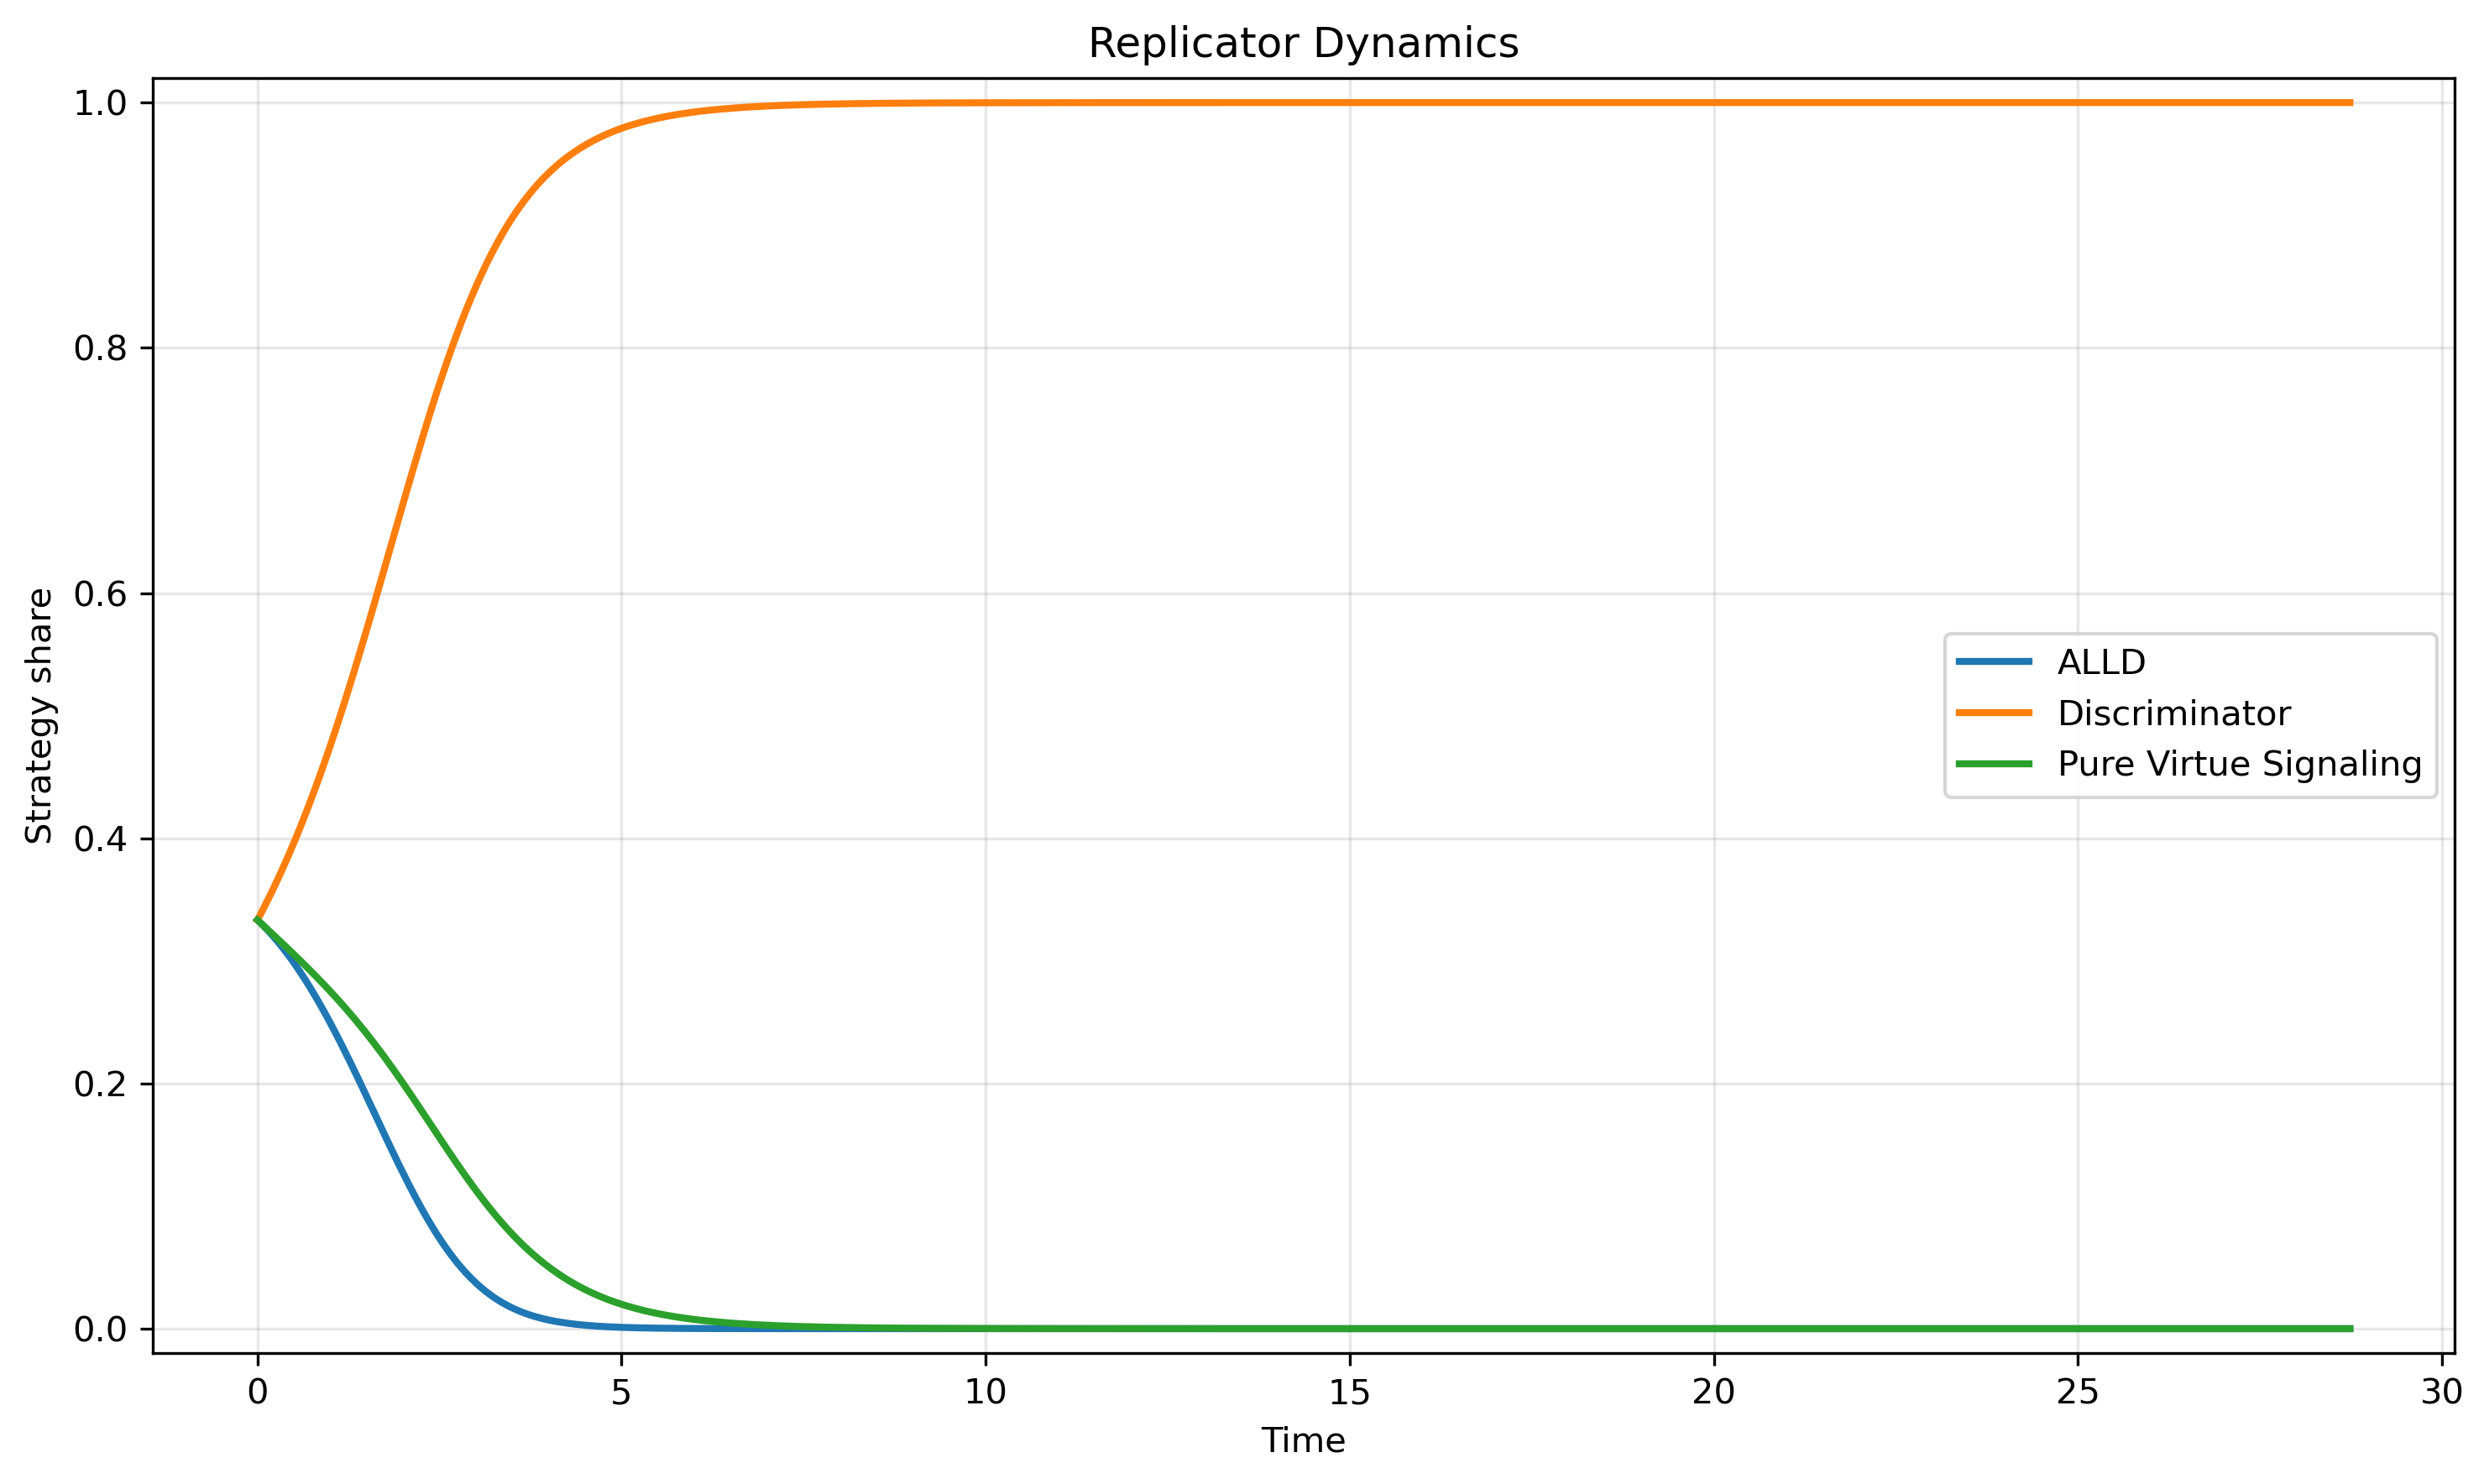 Replicator Dynamics
1.0
0.8
0.6
0.4
0.2
0.0
Strategy share
ALLD
Discriminator
Pure Virtue Signaling
0 5 10 15 20 25 30
Time